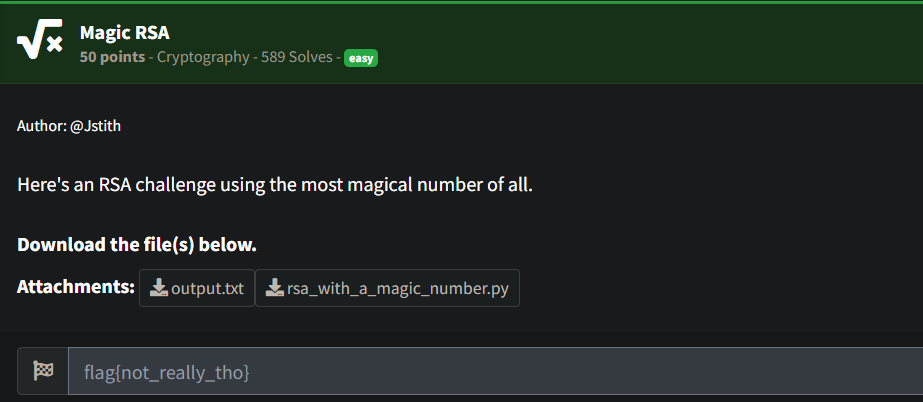 Magic RSA
50 points - Cryptography - 589 Solves - easy
Author: @Jstith
Here's an RSA challenge using the most magical number of all.
Download the file(s) below.
Attachments: output.txt rsa_with_a_magic_number.py
flag{not_really_tho}